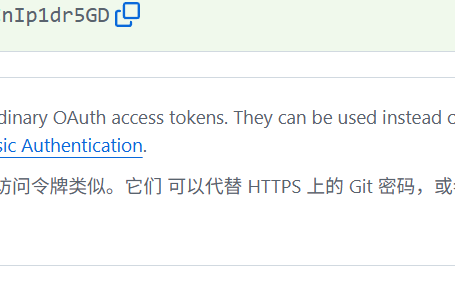 nIp1dr5GD
dinary OAuth access tokens. They can be used instead
sic Authentication.
问令牌类似。它们 可以代替 HTTPS 上的 Git 密码，或